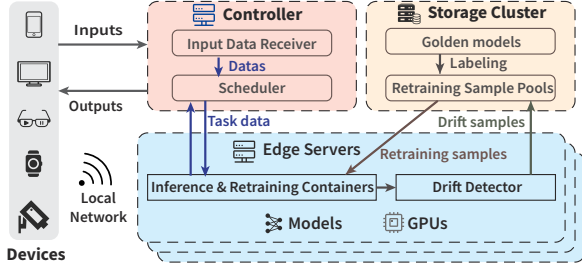 Controller
Storage Cluster
Inputs
Input Data Receiver
Golden models
Datas
Labeling
Scheduler
Retraining Sample Pools
Outputs
Task data
Drift samples
Edge Servers
Retraining samples
Local
Network
Inference & Retraining Containers
Drift Detector
Models
GPUs
Devices